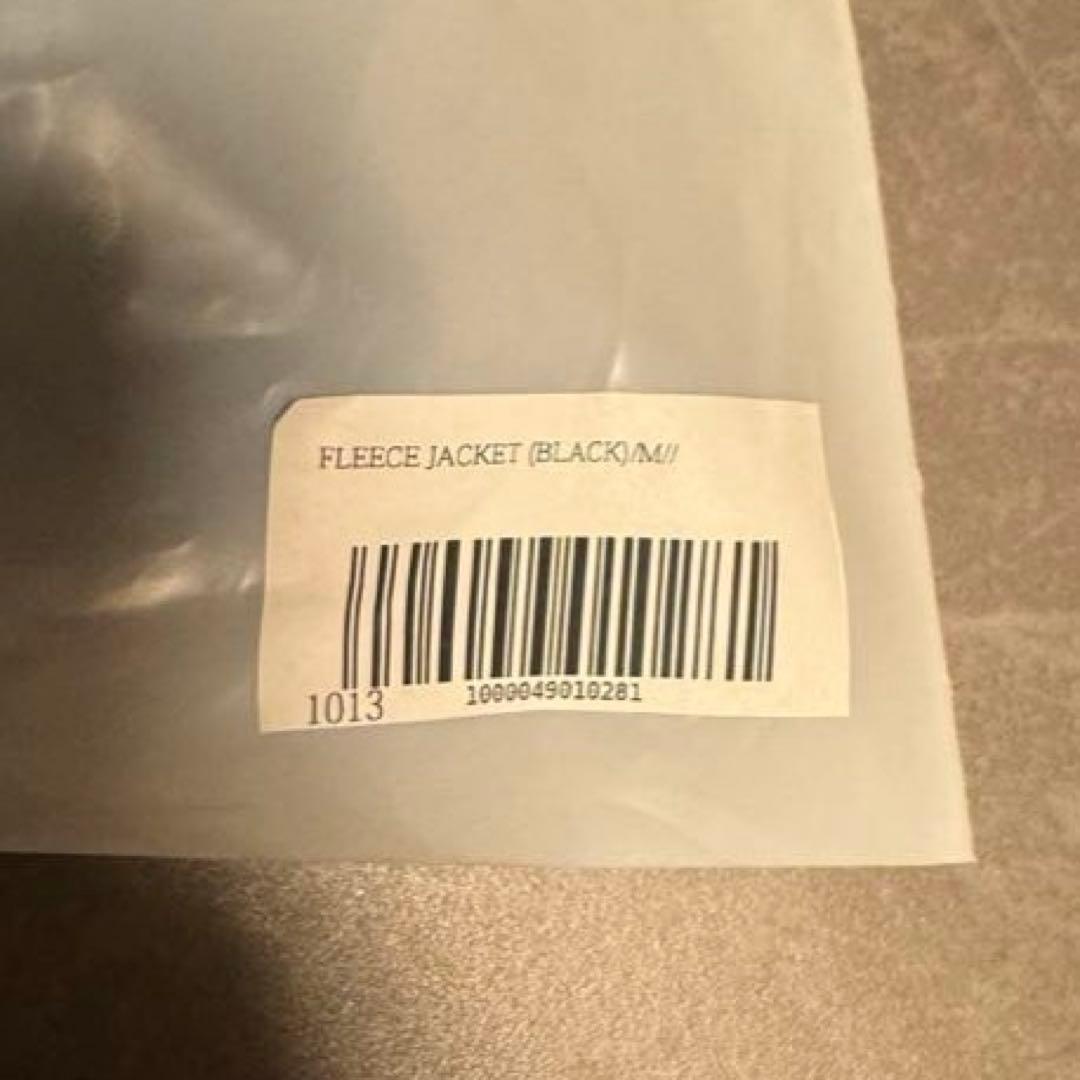 FLEECE JACKET (BLACK)/M//
1013
1000049010281